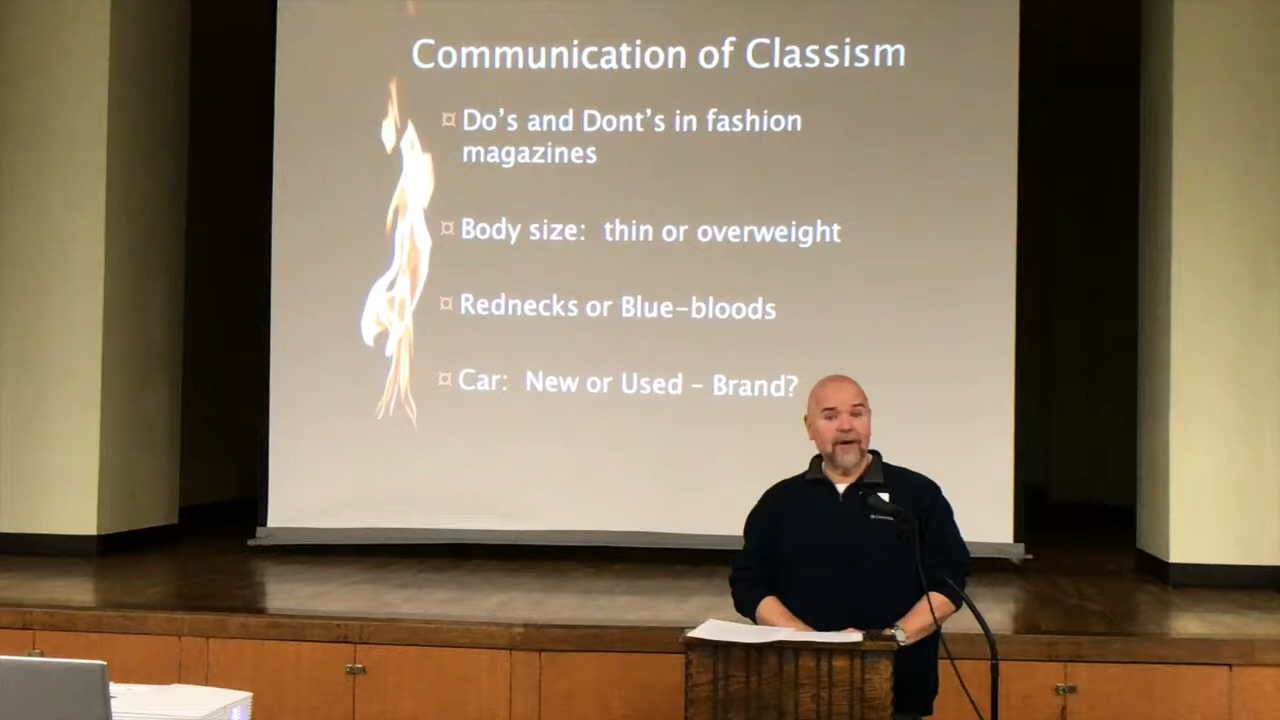 Communication of Classism
¤ Do's and Dont's in fashion
magazines
¤ Body size: thin or overweight
¤ Rednecks or Blue-bloods
¤ Car: New or Used - Brand?